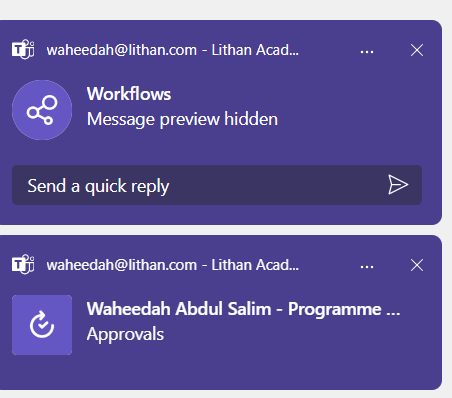 waheedah@lithan.com - Lithan Acad...
Workflows
Message preview hidden
Send a quick reply
waheedah@lithan.com - Lithan Acad...
Waheedah Abdul Salim - Programme ...
Approvals